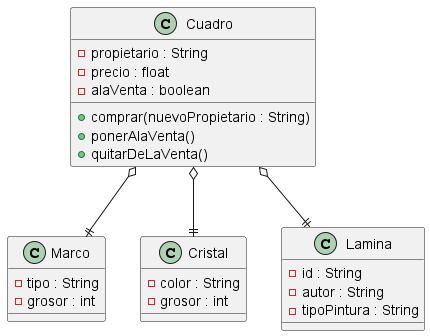 C Cuadro
propietario : String
precio : float
alaVenta : boolean
comprar(nuevoPropietario : String)
ponerAlaVenta()
quitarDeLaVenta()
C Marco
tipo : String
grosor : int
C Cristal
color : String
grosor : int
C Lamina
id : String
autor : String
tipoPintura : String